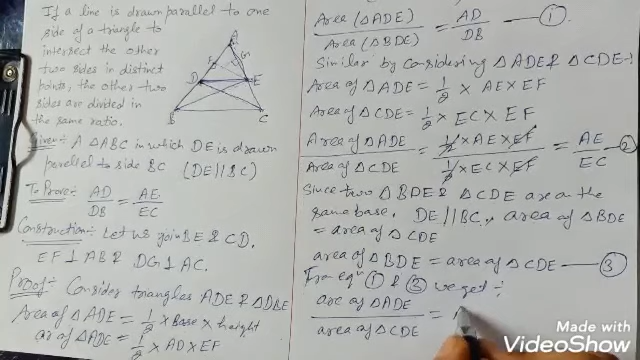 If a line is drawn parallel to one
side of a triangle to
intersect the other
two sides in distinct
points, the other two
sides are divided in
the same ratio.
A
F
G
D
E
B
C
Given:- A △ABC in which DE is drawn
parellel to side BC (DE||BC)
To Prove:- AD/DB = AE/EC
Construction:- Let us join BE & CD.
EF⊥AB & DG⊥AC.
Proof:- Consider triangles ADE & △DBE
Area of △ADE = 1/2 × Base × height
ar of △ADE = 1/2 × AD × EF
Area (△ADE)/Area (△BDE) = AD/DB —— ①
Similar by considering △ADE & △CDE:-
Area of △ADE = 1/2 × AE × EF
Area of △CDE = 1/2 × EC × EF
Area of △ADE/Area of △CDE = 1/2 × AE × EF/1/2 × EC × EF = AE/EC —②
Since two △BDE & △CDE are on the
same base. DE||BC, area of △BDE
= area of △CDE
area of △BDE = area of △CDE —— ③
From eqn ① & ③ we get:-
are of △ADE/area of △CDE =
Made with
VideoShow